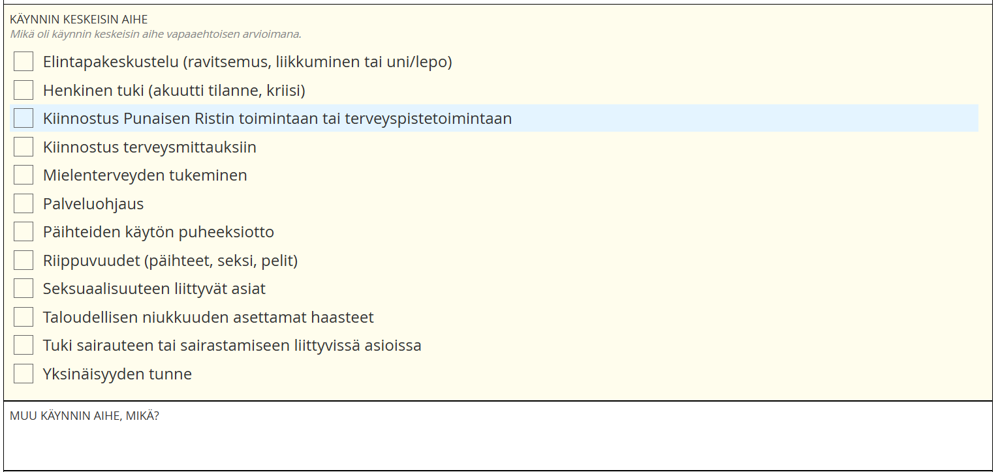 KÄYNNIN KESKEISIN AIHE
Mikä oli käynnin keskeisin aihe vapaaehtoisen arvioimana.
Elintapakeskustelu (ravitsemus, liikkuminen tai uni/lepo)
Henkinen tuki (akuutti tilanne, kriisi)
Kiinnostus Punaisen Ristin toimintaan tai terveyspistetoimintaan
Kiinnostus terveysmittauksiin
Mielenterveyden tukeminen
Palveluohjaus
Päihteiden käytön puheeksiotto
Riippuvuudet (päihteet, seksi, pelit)
Seksuaalisuuteen liittyvät asiat
Taloudellisen niukkuuden asettamat haasteet
Tuki sairauteen tai sairastamiseen liittyvissä asioissa
Yksinäisyyden tunne
MUU KÄYNNIN AIHE, MIKÄ?